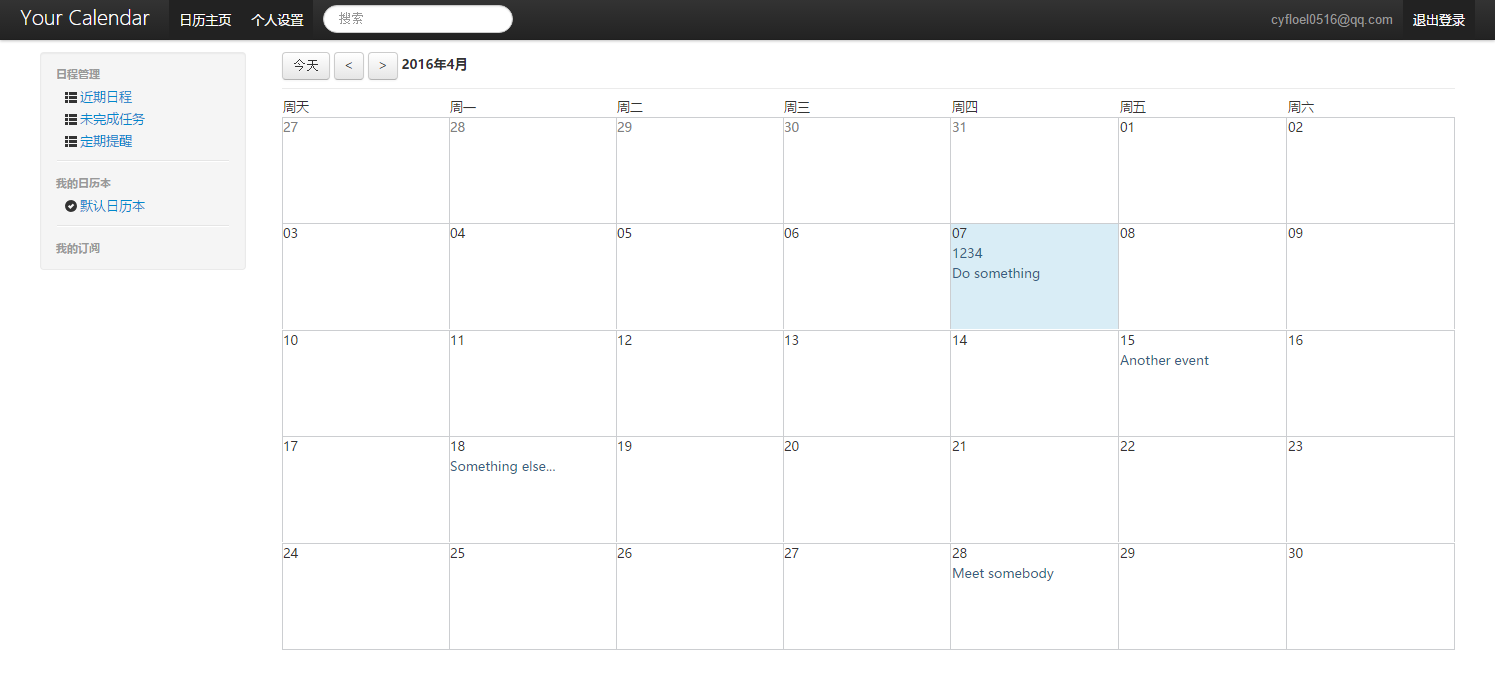 Your Calendar 日历主页 个人设置 搜索 cyfloel0516@qq.com 退出登录
日程管理
近期日程
未完成任务
定期提醒
我的日历本
默认日历本
我的订阅
今天 < > 2016年4月
周天 周一 周二 周三 周四 周五 周六
27 28 29 30 31 01 02
03 04 05 06 07 08 09
1234
Do something
10 11 12 13 14 15 16
Another event
17 18 19 20 21 22 23
Something else...
24 25 26 27 28 29 30
Meet somebody